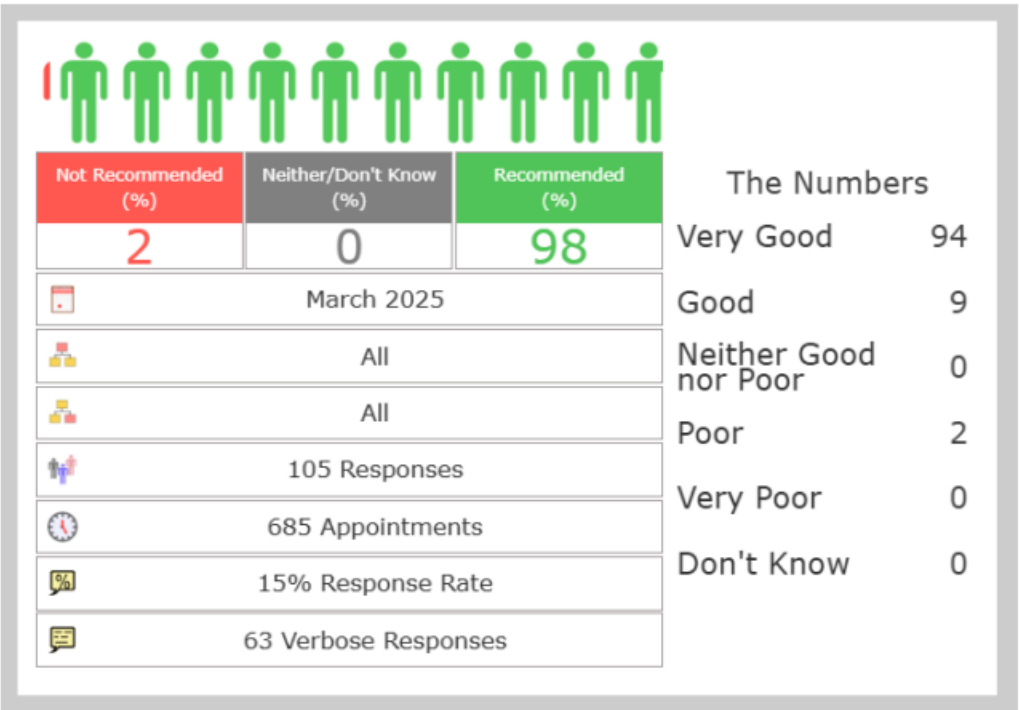 Not Recommended
(%)
Neither/Don't Know
(%)
Recommended
(%)
2
0
98
March 2025
All
All
105 Responses
685 Appointments
15% Response Rate
63 Verbose Responses
The Numbers
Very Good 94
Good 9
Neither Good
nor Poor 0
Poor 2
Very Poor 0
Don't Know 0